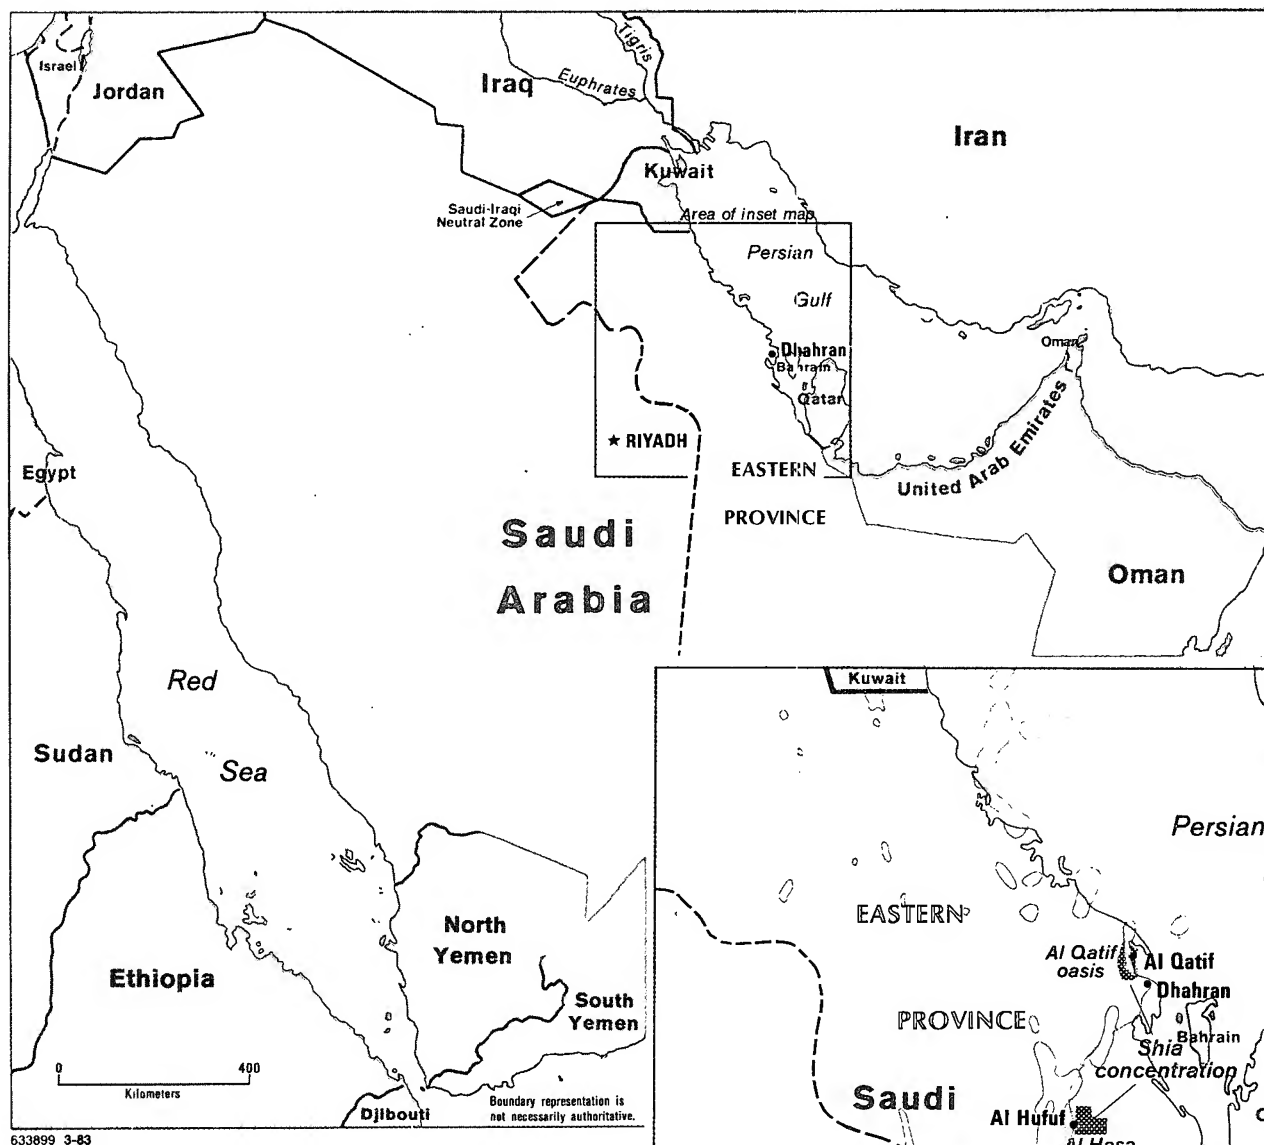 Israel
Jordan
Iraq
Tigris
Euphrates
Iran
Kuwait
Saudi-Iraqi
Neutral Zone
Area of inset map
Persian
Gulf
Dhahran
Bahrain
Qatar
Oman
RIYADH
EASTERN
PROVINCE
United Arab Emirates
Oman
Egypt
Saudi
Arabia
Red
Sea
Sudan
Ethiopia
North
Yemen
South
Yemen
Djibouti
0 400
Kilometers
Boundary representation is
not necessarily authoritative.
633899 3-83
Kuwait
Persian
EASTERN
PROVINCE
Al Qatif
oasis
Al Qatif
Dhahran
Bahrain
Shia
concentration
Saudi
Al Hufuf
Al Hasa